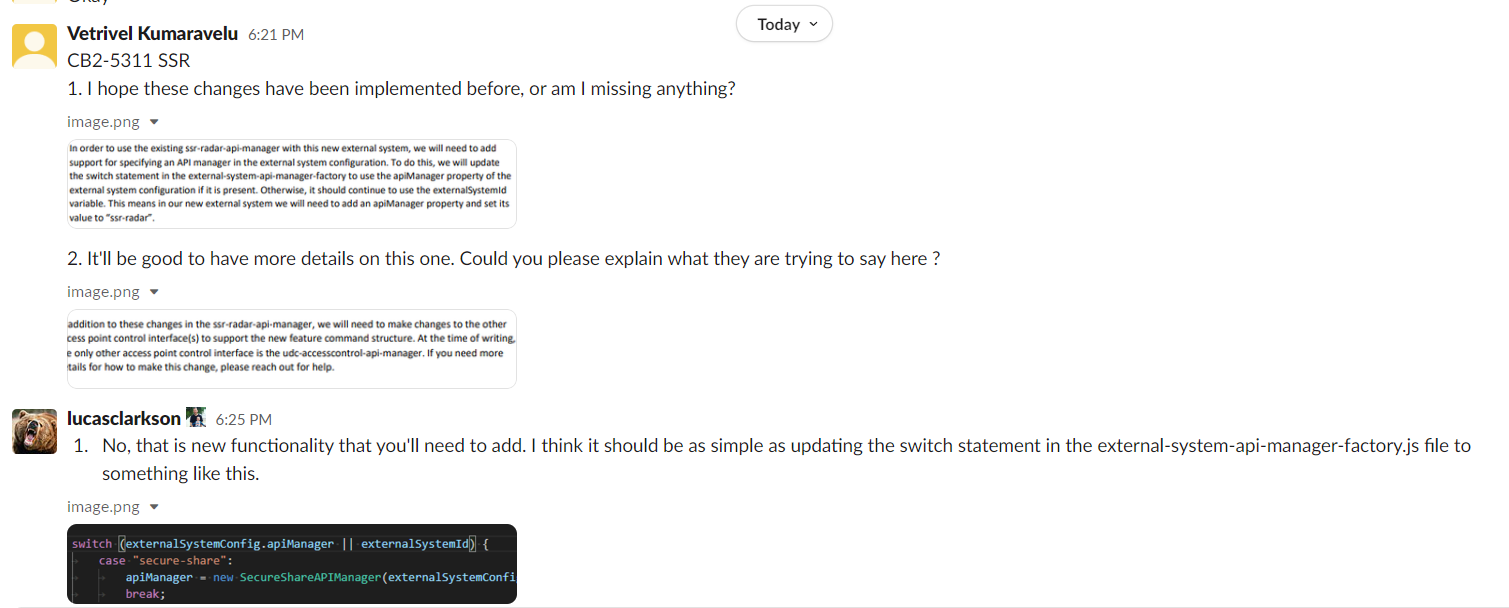 Okay
Today
Vetrivel Kumaravelu 6:21 PM
CB2-5311 SSR
1. I hope these changes have been implemented before, or am I missing anything?
image.png
In order to use the existing ssr-radar-api-manager with this new external system, we will need to add
support for specifying an API manager in the external system configuration. To do this, we will update
the switch statement in the external-system-api-manager-factory to use the apiManager property of the
external system configuration if it is present. Otherwise, it should continue to use the externalSystemId
variable. This means in our new external system we will need to add an apiManager property and set its
value to "ssr-radar".
2. It'll be good to have more details on this one. Could you please explain what they are trying to say here ?
image.png
addition to these changes in the ssr-radar-api-manager, we will need to make changes to the other
cess point control interface(s) to support the new feature command structure. At the time of writing,
e only other access point control interface is the udc-accesscontrol-api-manager. If you need more
tails for how to make this change, please reach out for help.
lucasclarkson 6:25 PM
1. No, that is new functionality that you'll need to add. I think it should be as simple as updating the switch statement in the external-system-api-manager-factory.js file to
something like this.
image.png
switch (externalSystemConfig.apiManager || externalSystemId) {
case "secure-share":
apiManager = new SecureShareAPIManager(externalSystemConfi
break;